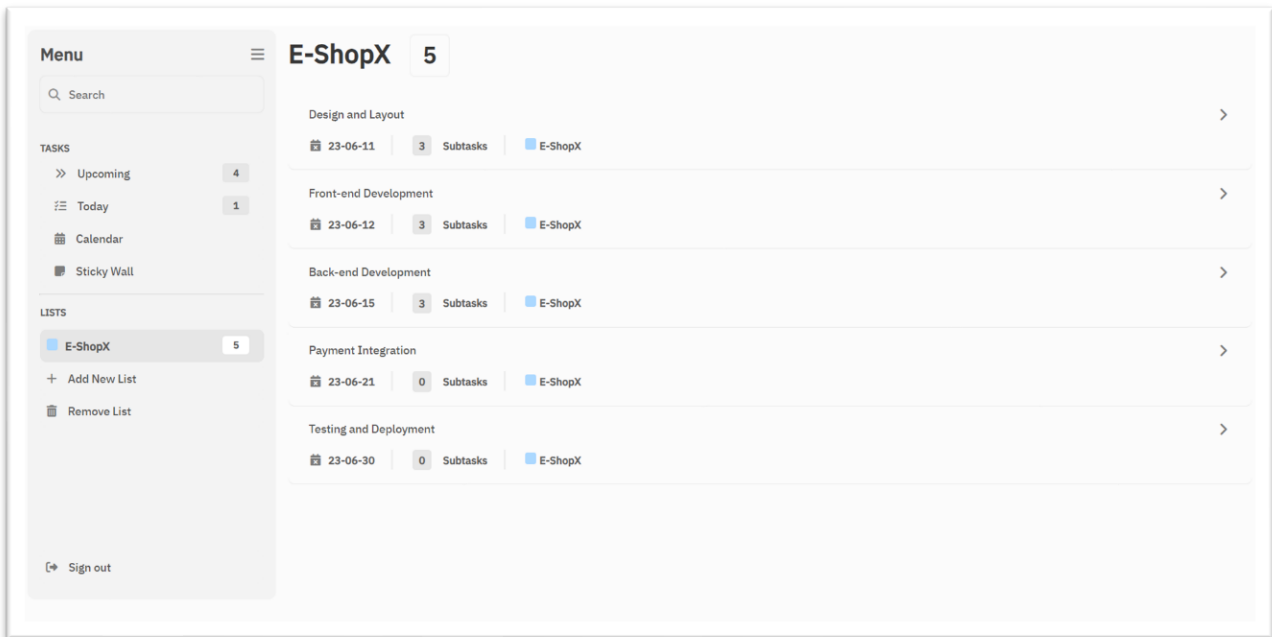 Menu
Search
TASKS
Upcoming 4
Today 1
Calendar
Sticky Wall
LISTS
E-ShopX 5
Add New List
Remove List
Sign out
E-ShopX 5
Design and Layout
23-06-11 3 Subtasks E-ShopX
Front-end Development
23-06-12 3 Subtasks E-ShopX
Back-end Development
23-06-15 3 Subtasks E-ShopX
Payment Integration
23-06-21 0 Subtasks E-ShopX
Testing and Deployment
23-06-30 0 Subtasks E-ShopX